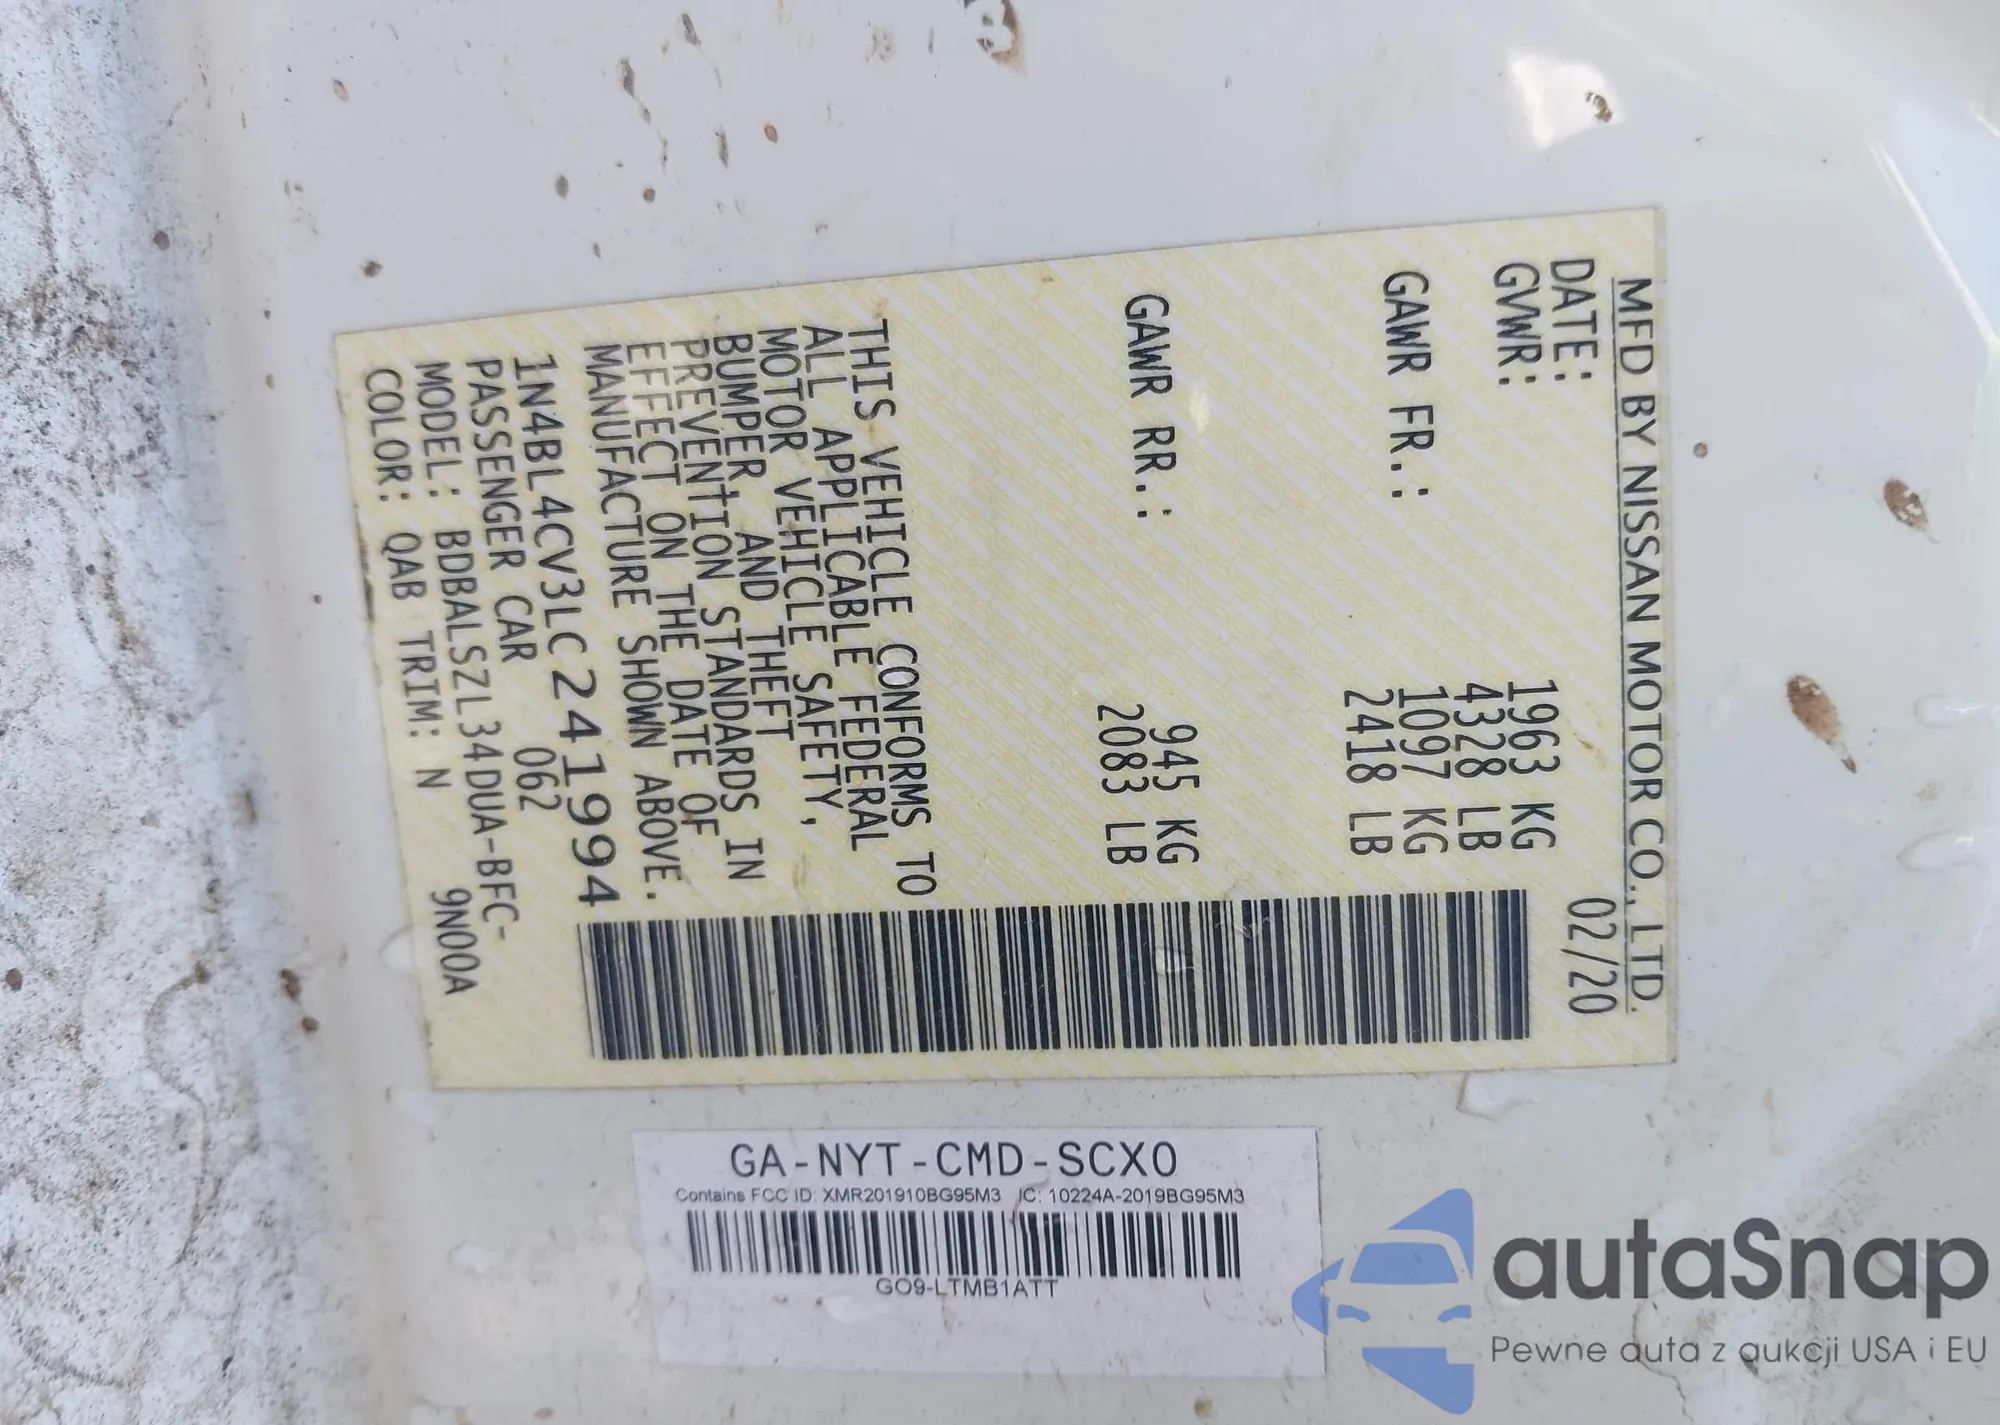 MFD BY NISSAN MOTOR CO., LTD.
DATE: 02/20
GVWR: 1963 KG
4328 LB
GAWR FR.: 1097 KG
2418 LB
GAWR RR.: 945 KG
2083 LB
THIS VEHICLE CONFORMS TO
ALL APPLICABLE FEDERAL
MOTOR VEHICLE SAFETY,
BUMPER, AND THEFT
PREVENTION STANDARDS IN
EFFECT ON THE DATE OF
MANUFACTURE SHOWN ABOVE.
1N4BL4CV3LC241994
PASSENGER CAR 062
MODEL: BDBALSZL34DUA-BFC-
COLOR: QAB TRIM: N 9N00A
GA-NYT-CMD-SCX0
Contains FCC ID: XMR201910BG95M3 IC: 10224A-2019BG95M3
GO9-LTMB1ATT
autaSnap
Pewne auta z aukcji USA i EU